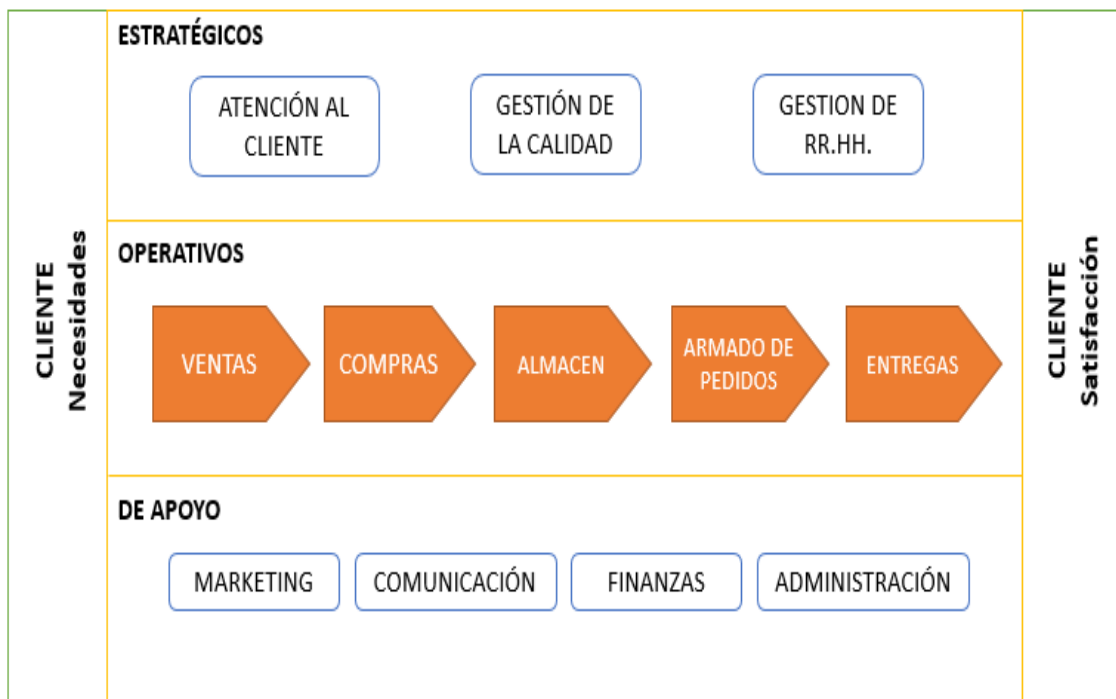 CLIENTE
Necesidades
ESTRATÉGICOS
ATENCIÓN AL
CLIENTE
GESTIÓN DE
LA CALIDAD
GESTION DE
RR.HH.
OPERATIVOS
VENTAS
COMPRAS
ALMACEN
ARMADO DE
PEDIDOS
ENTREGAS
DE APOYO
MARKETING
COMUNICACIÓN
FINANZAS
ADMINISTRACIÓN
CLIENTE
Satisfacción